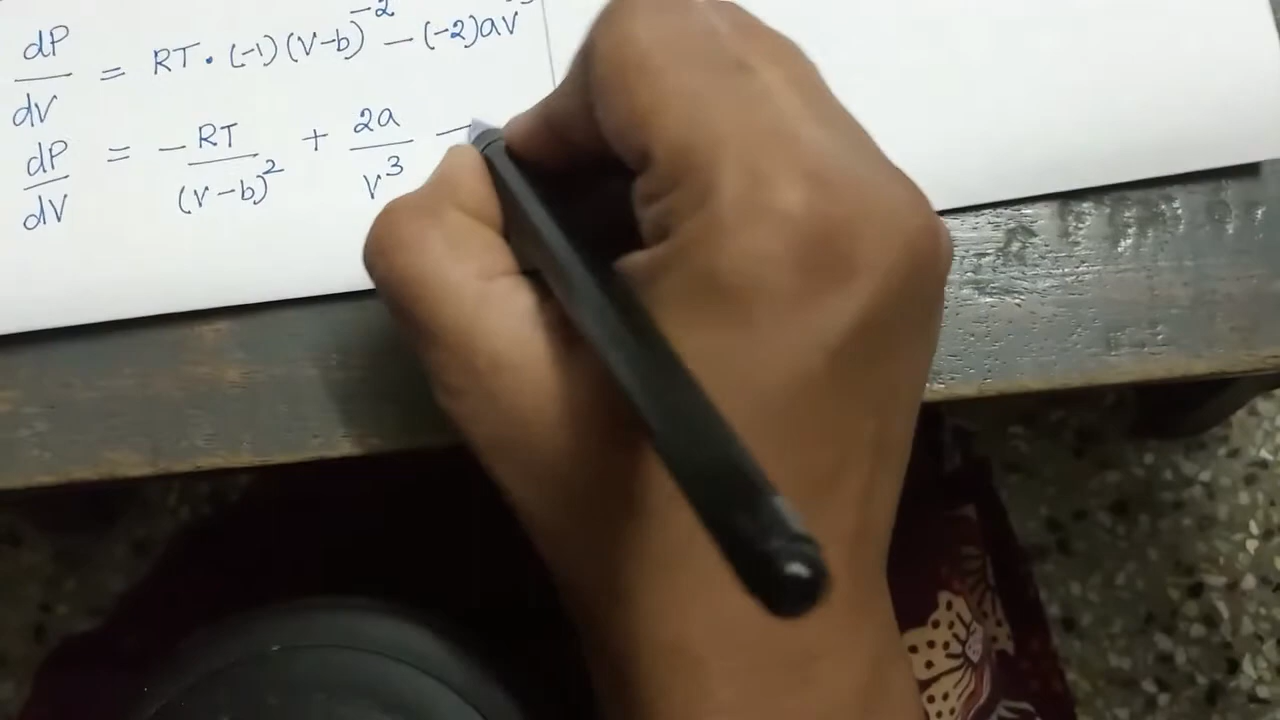 dP/dV = RT · (-1) (V-b)^-2 - (-2)aV
dP/dV = -RT/(V-b)^2 + 2a/V^3 —